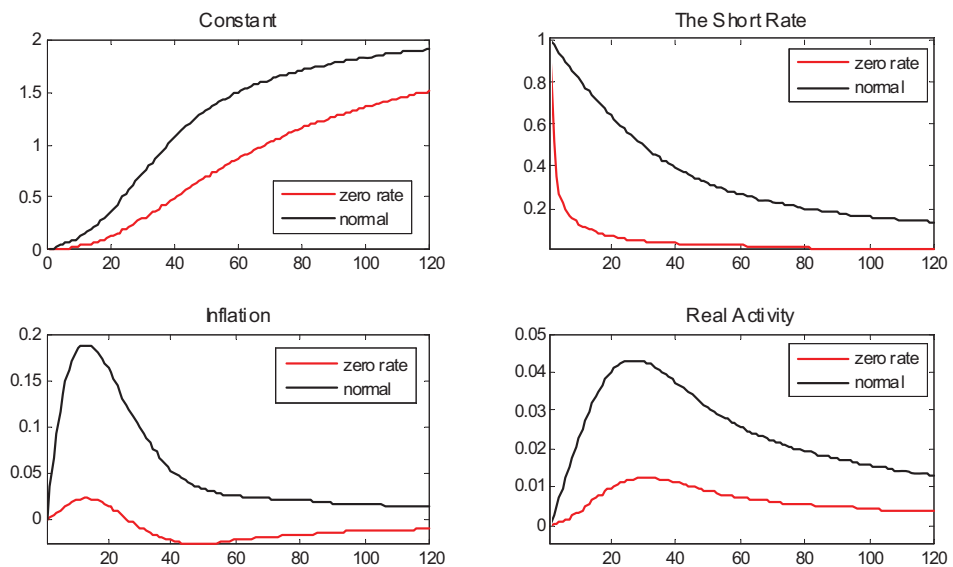 Constant
2
1.5
1
0.5
0
zero rate
normal
0 20 40 60 80 100 120
The Short Rate
1
0.8
0.6
0.4
0.2
zero rate
normal
20 40 60 80 100 120
Inflation
0.2
0.15
0.1
0.05
0
zero rate
normal
20 40 60 80 100 120
Real Activity
0.05
0.04
0.03
0.02
0.01
0
zero rate
normal
20 40 60 80 100 120